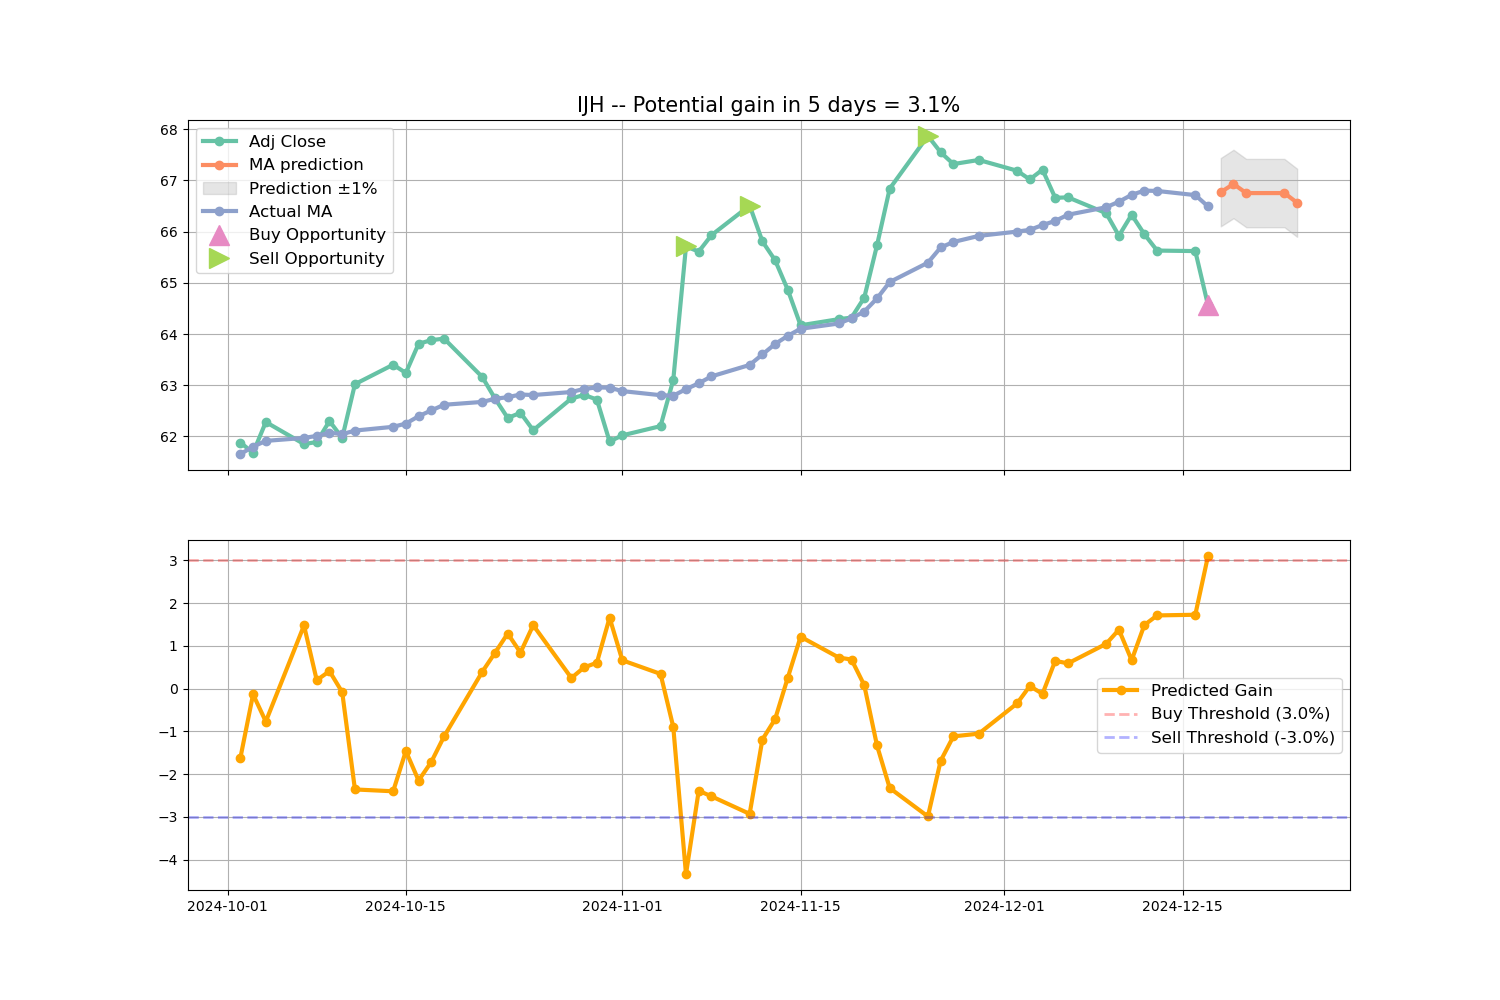 IJH -- Potential gain in 5 days = 3.1%
68
67
66
65
64
63
62
Adj Close
MA prediction
Prediction ±1%
Actual MA
Buy Opportunity
Sell Opportunity
3
2
1
0
−1
−2
−3
−4
Predicted Gain
Buy Threshold (3.0%)
Sell Threshold (-3.0%)
2024-10-01 2024-10-15 2024-11-01 2024-11-15 2024-12-01 2024-12-15